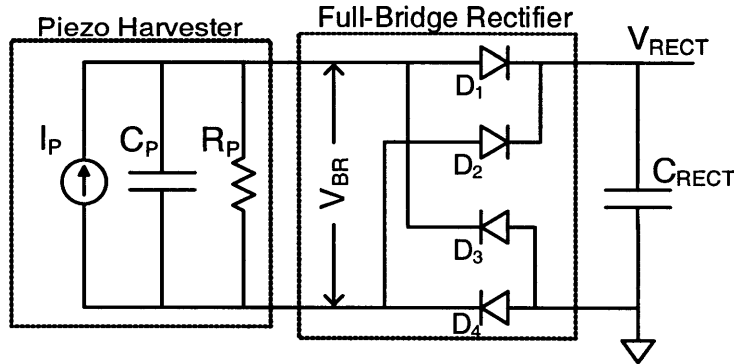 Piezo Harvester
Full-Bridge Rectifier
VRECT
D1
IP
CP
RP
VBR
D2
CRECT
D3
D4